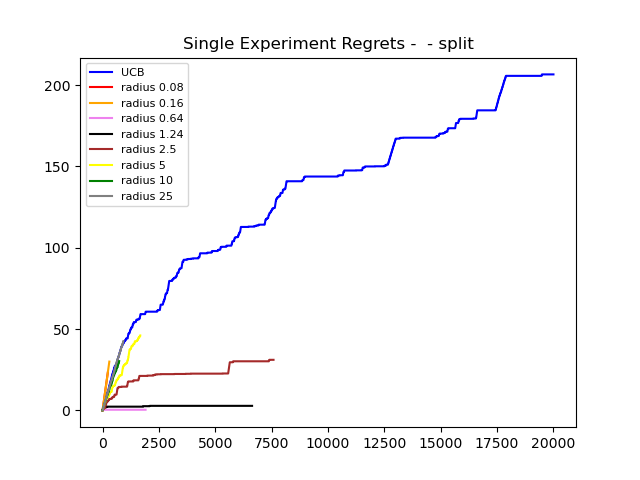 Single Experiment Regrets -  - split
UCB
radius 0.08
radius 0.16
radius 0.64
radius 1.24
radius 2.5
radius 5
radius 10
radius 25
200
150
100
50
0
0 2500 5000 7500 10000 12500 15000 17500 20000